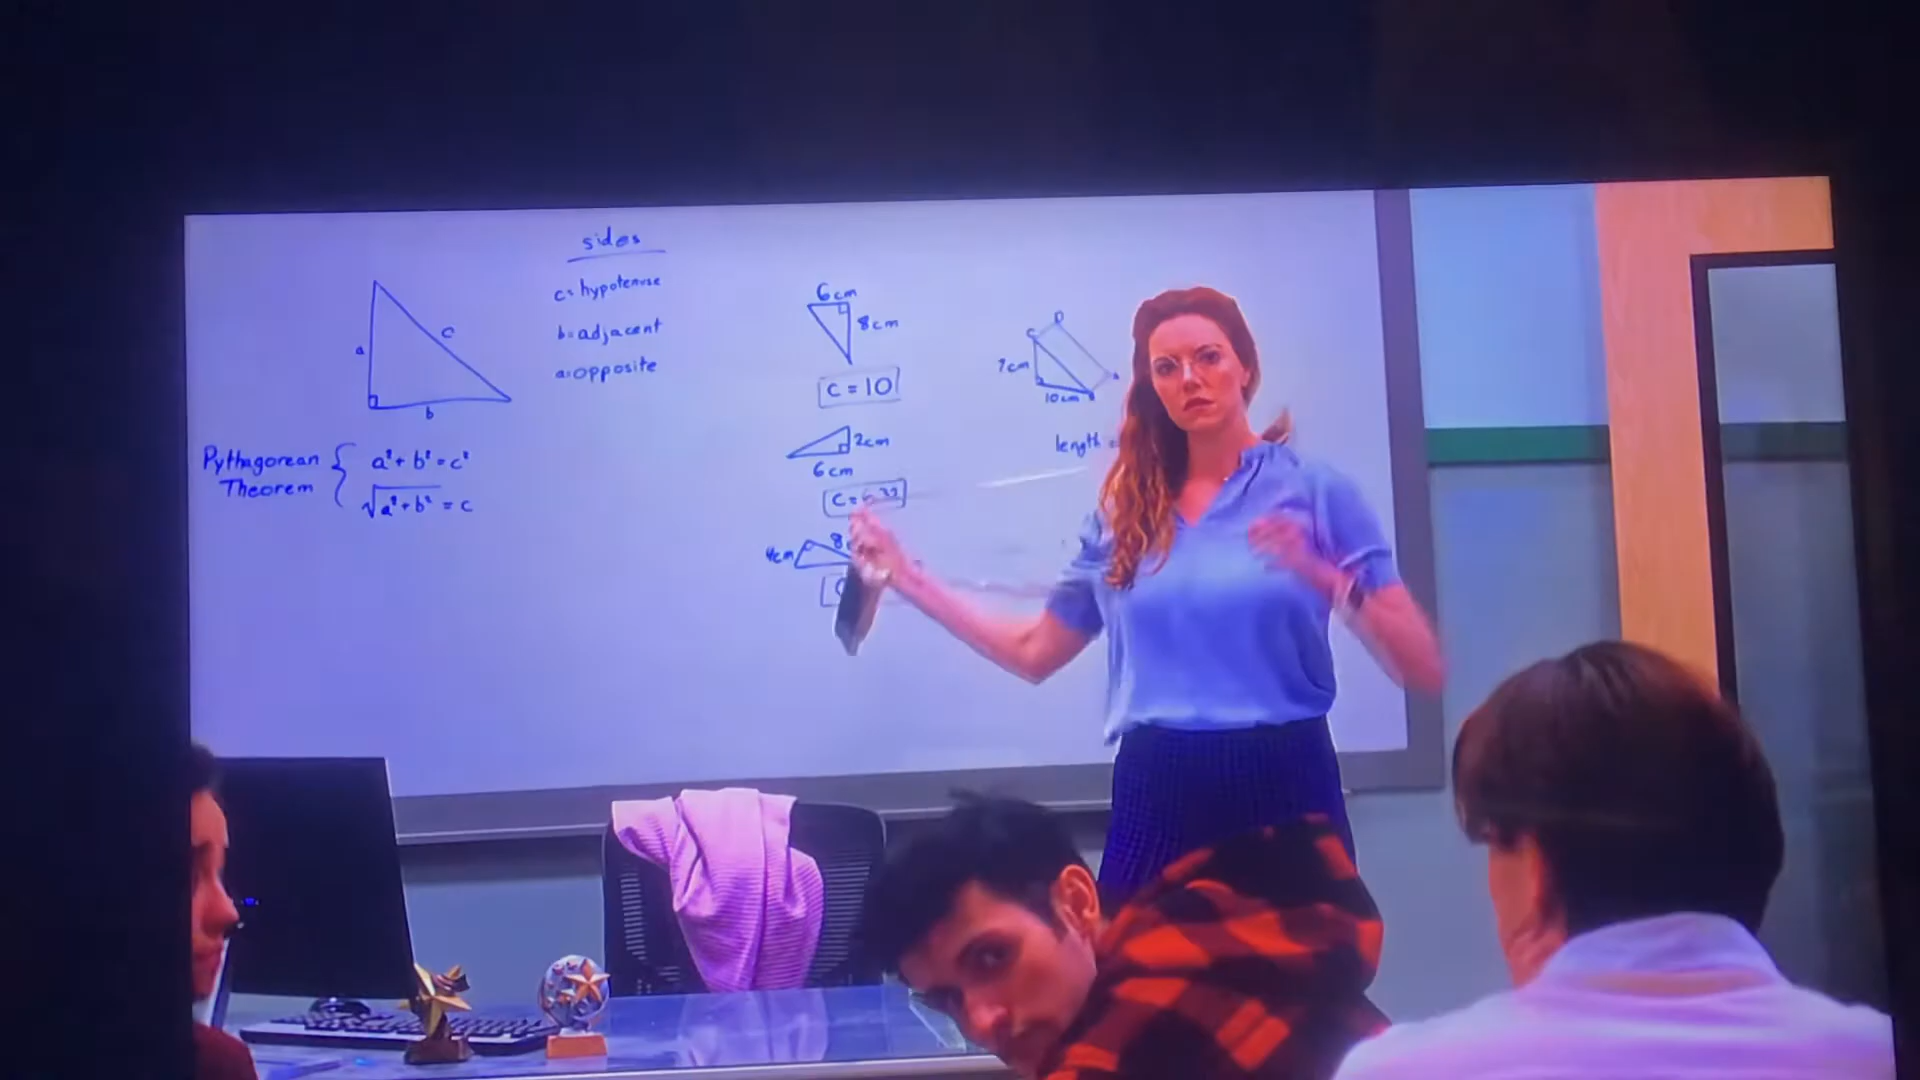 sides
c= hypotenuse
b= adjacent
a= opposite
a
c
b
Pythagorean
Theorem
a² + b² = c²
√a² + b² = c
6cm
8cm
c = 10
2cm
6cm
4cm
D
C
7cm
10cm
length =